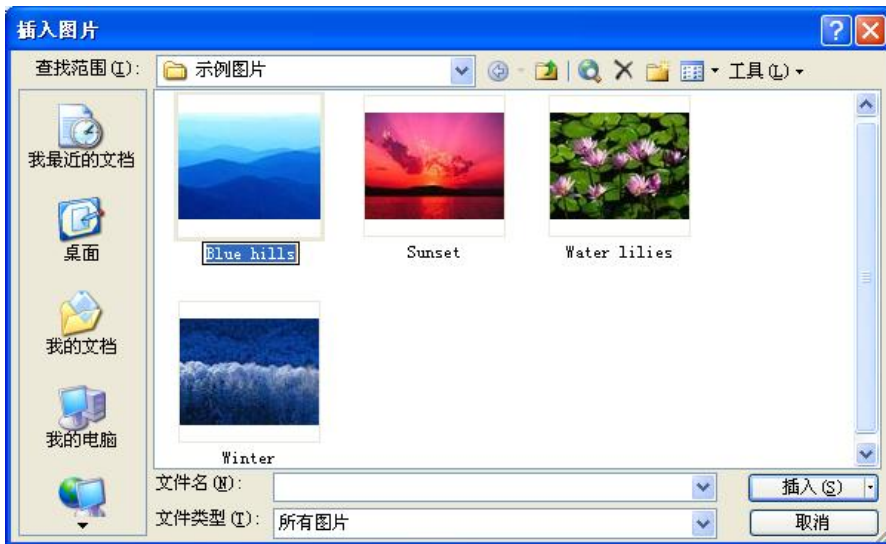 插入图片
查找范围(I):
示例图片
工具(L)
我最近的文档
桌面
我的文档
我的电脑
Blue hills
Sunset
Water lilies
Winter
文件名(N):
插入(S)
文件类型(T):
所有图片
取消